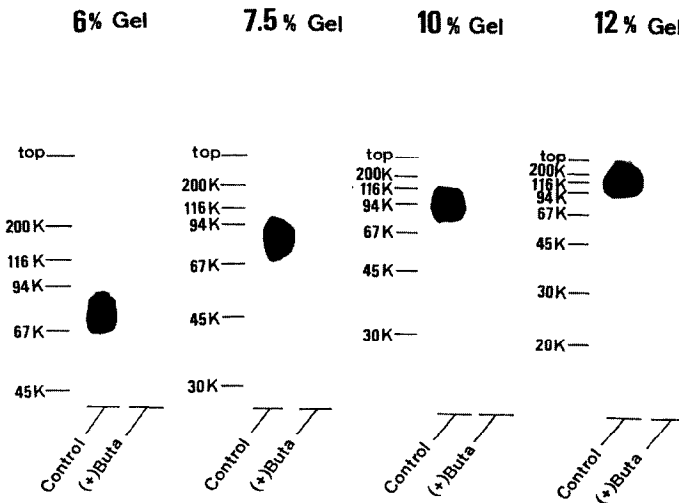 6% Gel
top
200K
116K
94K
67K
45K
Control
(+)Buta
7.5% Gel
top
200K
116K
94K
67K
45K
30K
Control
(+)Buta
10% Gel
top
200K
116K
94K
67K
45K
30K
Control
(+)Buta
12% Gel
top
200K
116K
94K
67K
45K
30K
20K
Control
(+)Buta